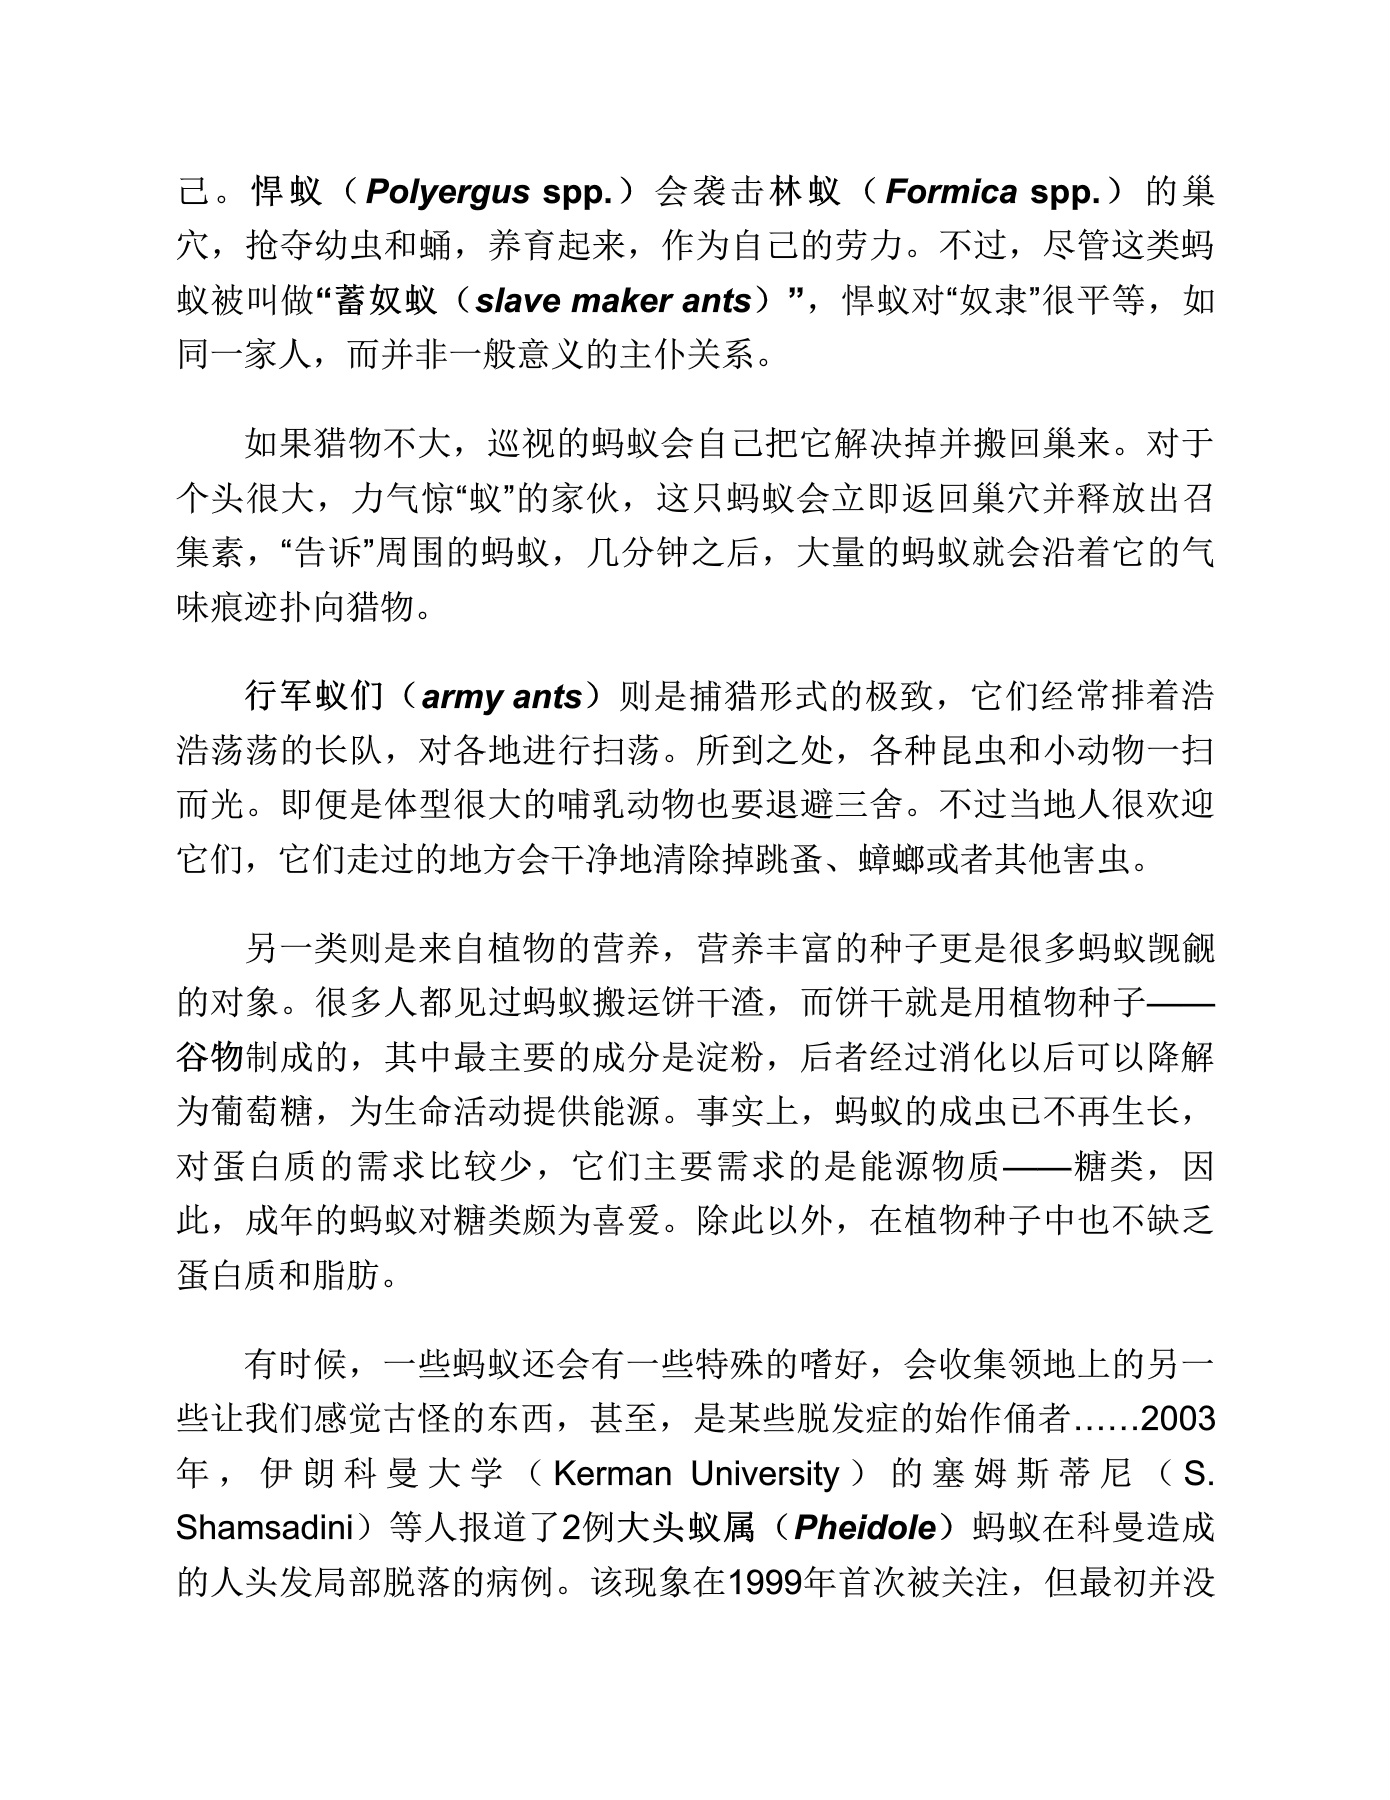 己。悍蚁（Polyergus spp.）会袭击林蚁（Formica spp.）的巢
穴，抢夺幼虫和蛹，养育起来，作为自己的劳力。不过，尽管这类蚂
蚁被叫做“蓄奴蚁（slave maker ants）”，悍蚁对“奴隶”很平等，如
同一家人，而并非一般意义的主仆关系。
如果猎物不大，巡视的蚂蚁会自己把它解决掉并搬回巢来。对于
个头很大，力气惊“蚁”的家伙，这只蚂蚁会立即返回巢穴并释放出召
集素，“告诉”周围的蚂蚁，几分钟之后，大量的蚂蚁就会沿着它的气
味痕迹扑向猎物。
行军蚁们（army ants）则是捕猎形式的极致，它们经常排着浩
浩荡荡的长队，对各地进行扫荡。所到之处，各种昆虫和小动物一扫
而光。即便是体型很大的哺乳动物也要退避三舍。不过当地人很欢迎
它们，它们走过的地方会干净地清除掉跳蚤、蟑螂或者其他害虫。
另一类则是来自植物的营养，营养丰富的种子更是很多蚂蚁觊觎
的对象。很多人都见过蚂蚁搬运饼干渣，而饼干就是用植物种子——
谷物制成的，其中最主要的成分是淀粉，后者经过消化以后可以降解
为葡萄糖，为生命活动提供能源。事实上，蚂蚁的成虫已不再生长，
对蛋白质的需求比较少，它们主要需求的是能源物质——糖类，因
此，成年的蚂蚁对糖类颇为喜爱。除此以外，在植物种子中也不缺乏
蛋白质和脂肪。
有时候，一些蚂蚁还会有一些特殊的嗜好，会收集领地上的另一
些让我们感觉古怪的东西，甚至，是某些脱发症的始作俑者……2003
年，伊朗科曼大学（Kerman University）的塞姆斯蒂尼（S.
Shamsadini）等人报道了2例大头蚁属（Pheidole）蚂蚁在科曼造成
的人头发局部脱落的病例。该现象在1999年首次被关注，但最初并没